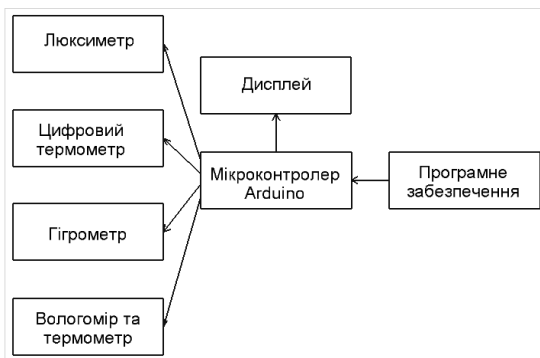 Люксиметр
Дисплей
Цифровий
термометр
Мікроконтролер
Arduino
Програмне
забезпечення
Гігрометр
Вологомір та
термометр